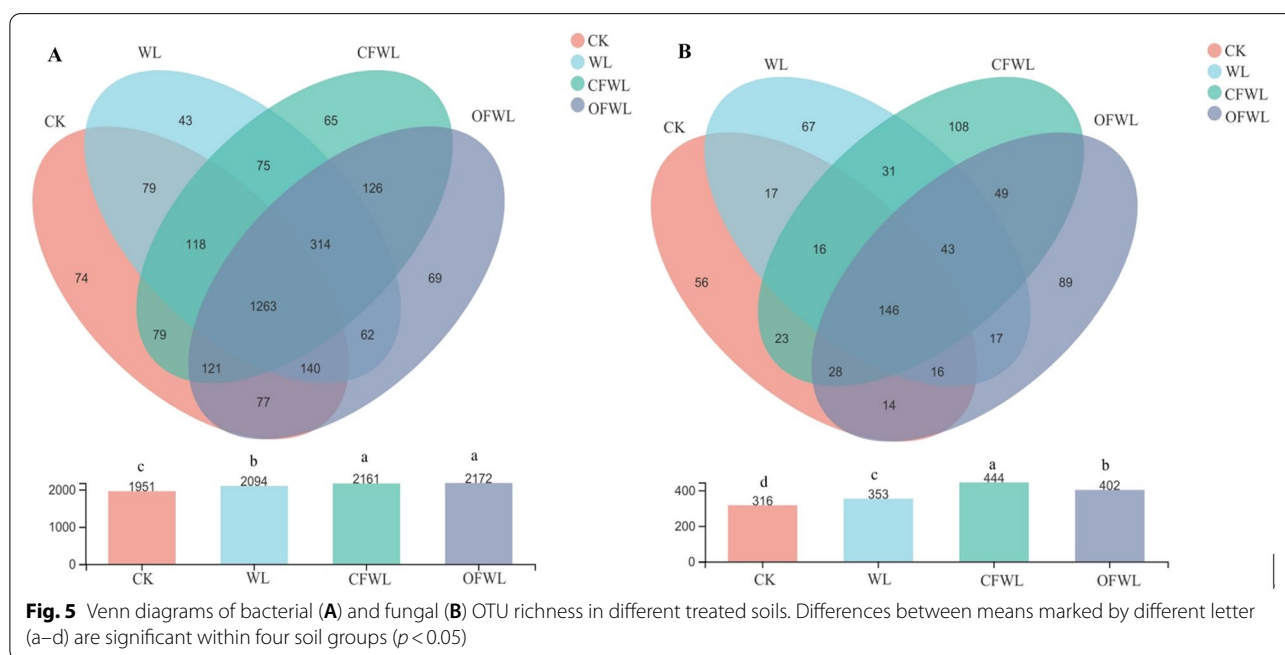 A
WL
CFWL
CK
OFWL
CK
WL
CFWL
OFWL
43
65
75
79
126
118
314
74
69
1263
79
62
121
140
77
c
b
a
a
1951
2094
2161
2172
2000
1000
0
CK
WL
CFWL
OFWL
B
WL
CFWL
CK
OFWL
CK
WL
CFWL
OFWL
67
108
31
17
49
16
43
56
89
146
23
17
28
16
14
d
c
a
b
316
353
444
402
400
200
0
CK
WL
CFWL
OFWL
Fig. 5 Venn diagrams of bacterial (A) and fungal (B) OTU richness in different treated soils. Differences between means marked by different letter
(a–d) are significant within four soil groups (p < 0.05)